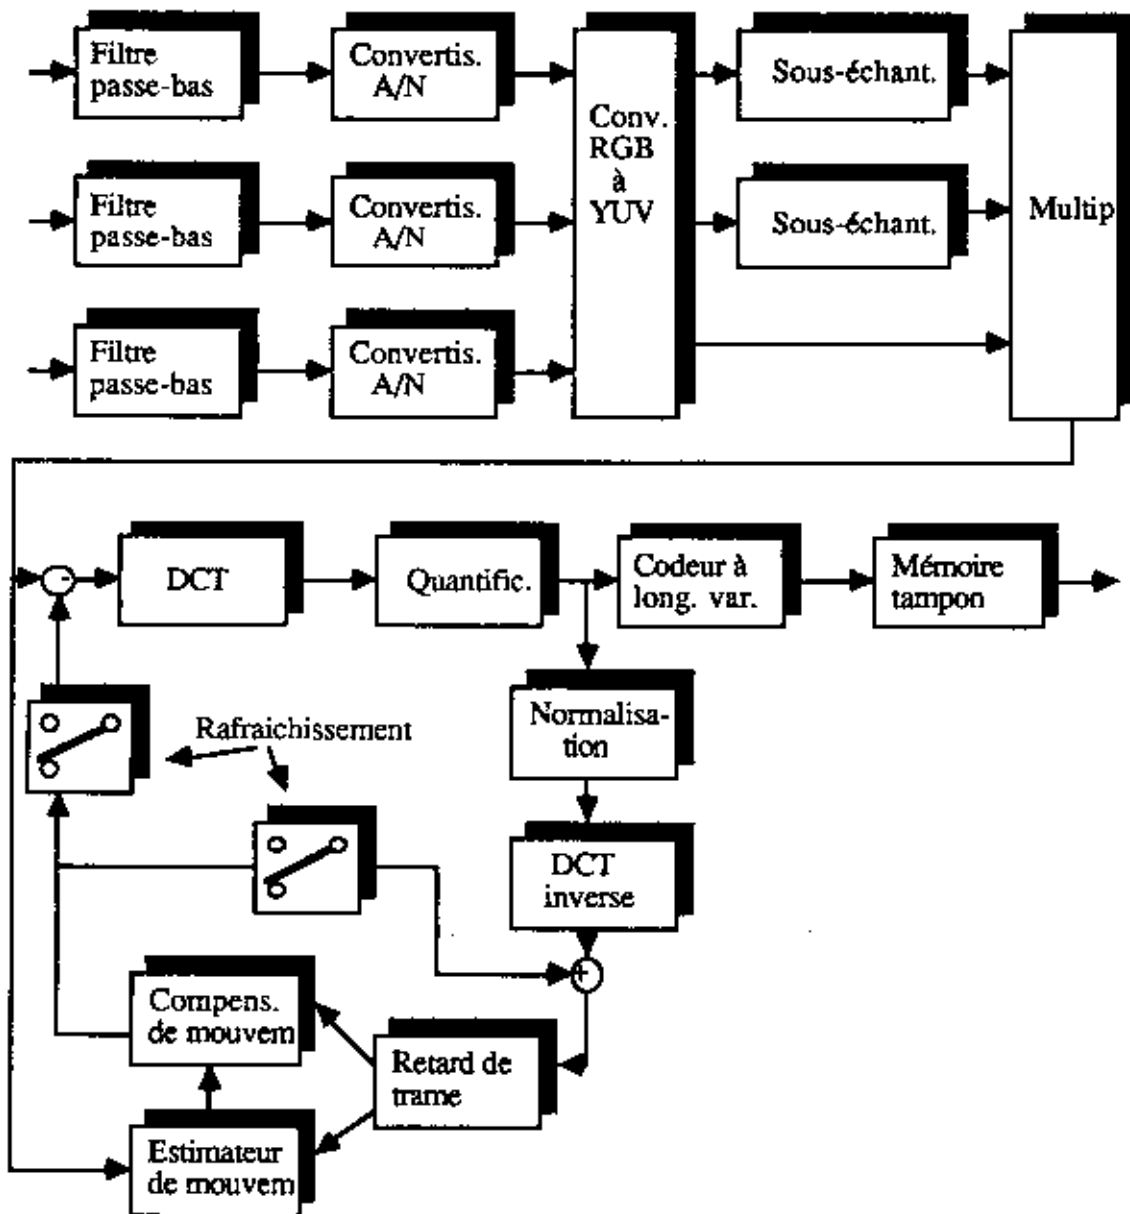 Filtre
passe-bas
Convertis.
A/N
Sous-échant.
Conv.
RGB
à
YUV
Filtre
passe-bas
Convertis.
A/N
Sous-échant.
Multip
Filtre
passe-bas
Convertis.
A/N
-
DCT
Quantific.
Codeur à
long. var.
Mémoire
tampon
Rafraichissement
Normalisa-
tion
DCT
inverse
+
Compens.
de mouvem
Retard de
trame
Estimateur
de mouvem